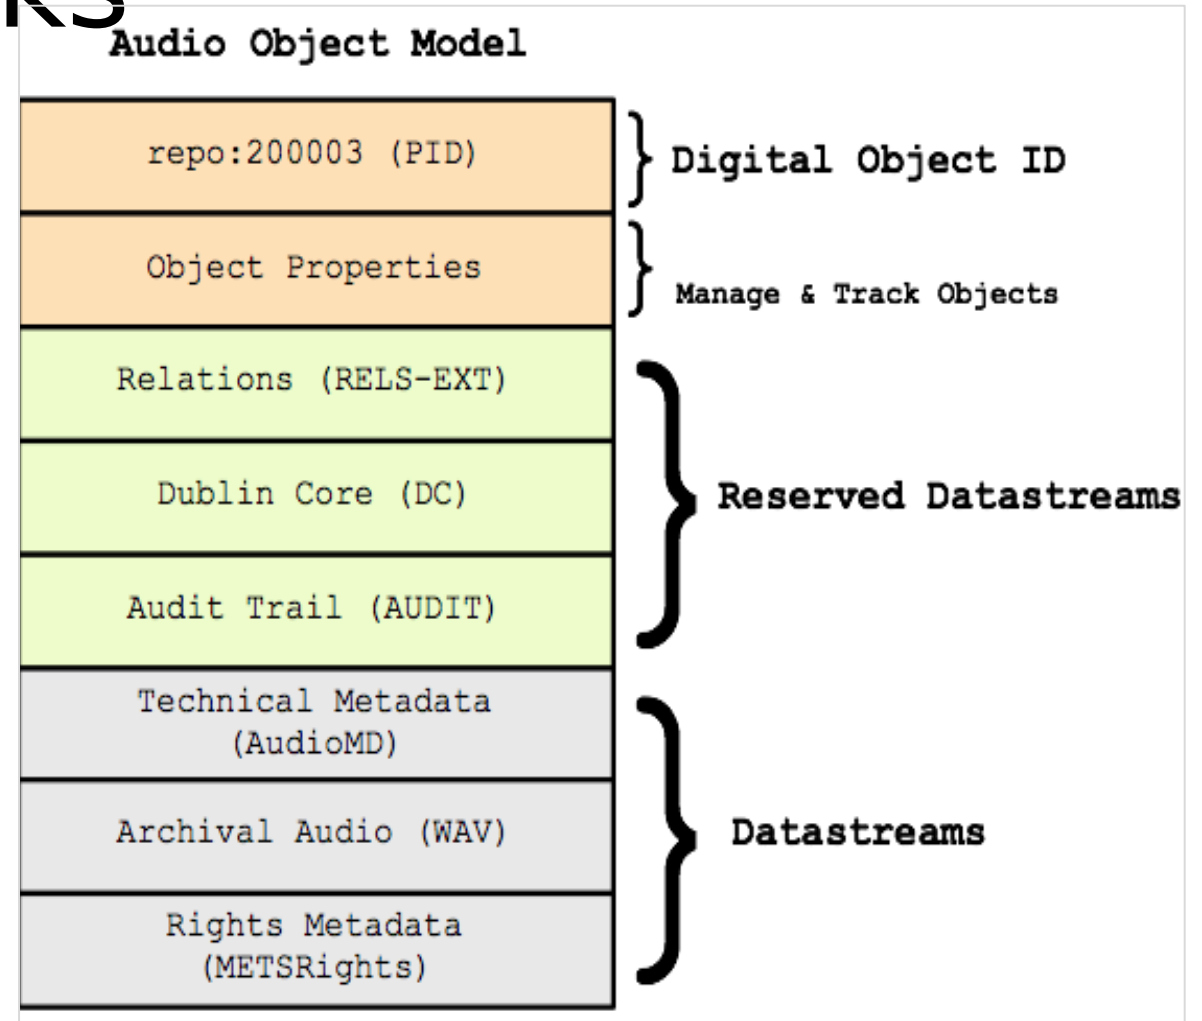 Audio Object Model
repo:200003 (PID)
Digital Object ID
Object Properties
Manage & Track Objects
Relations (RELS-EXT)
Dublin Core (DC)
Reserved Datastreams
Audit Trail (AUDIT)
Technical Metadata
(AudioMD)
Archival Audio (WAV)
Datastreams
Rights Metadata
(METSRights)